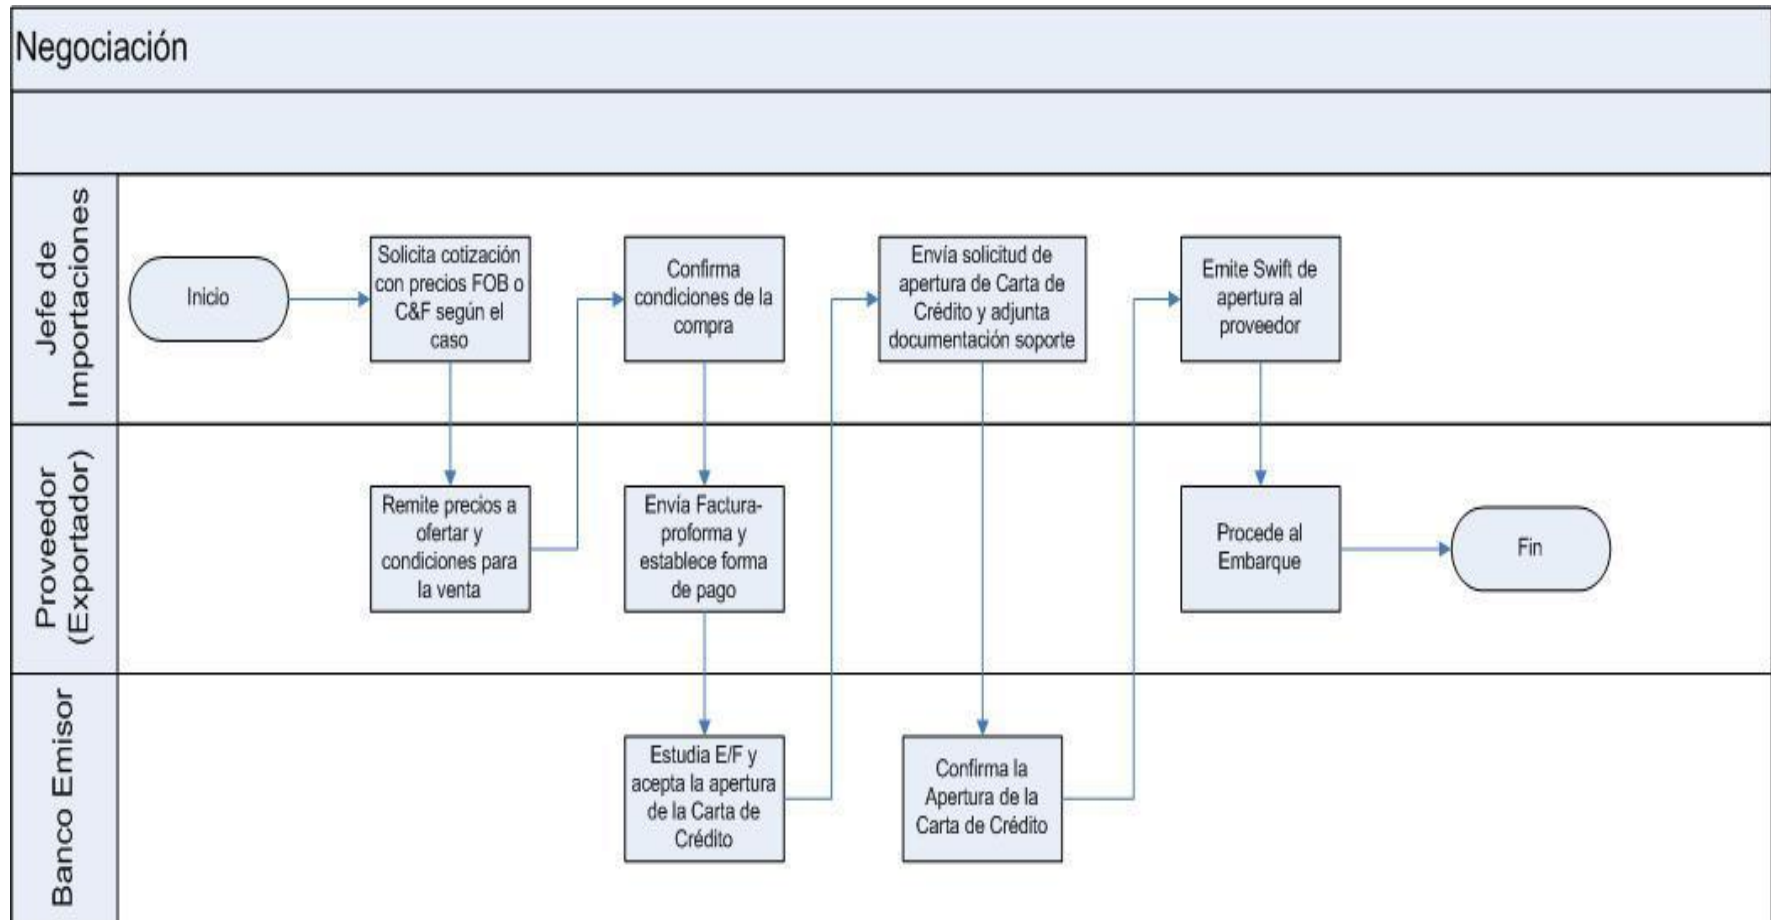 Negociación
Jefe de
Importaciones
Inicio
Solicita cotización
con precios FOB o
C&F según el
caso
Confirma
condiciones de la
compra
Envía solicitud de
apertura de Carta de
Crédito y adjunta
documentación soporte
Emite Swift de
apertura al
proveedor
Proveedor
(Exportador)
Remite precios a
ofertar y
condiciones para
la venta
Envía Factura-
proforma y
establece forma
de pago
Procede al
Embarque
Fin
Banco Emisor
Estudia E/F y
acepta la apertura
de la Carta de
Crédito
Confirma la
Apertura de la
Carta de Crédito